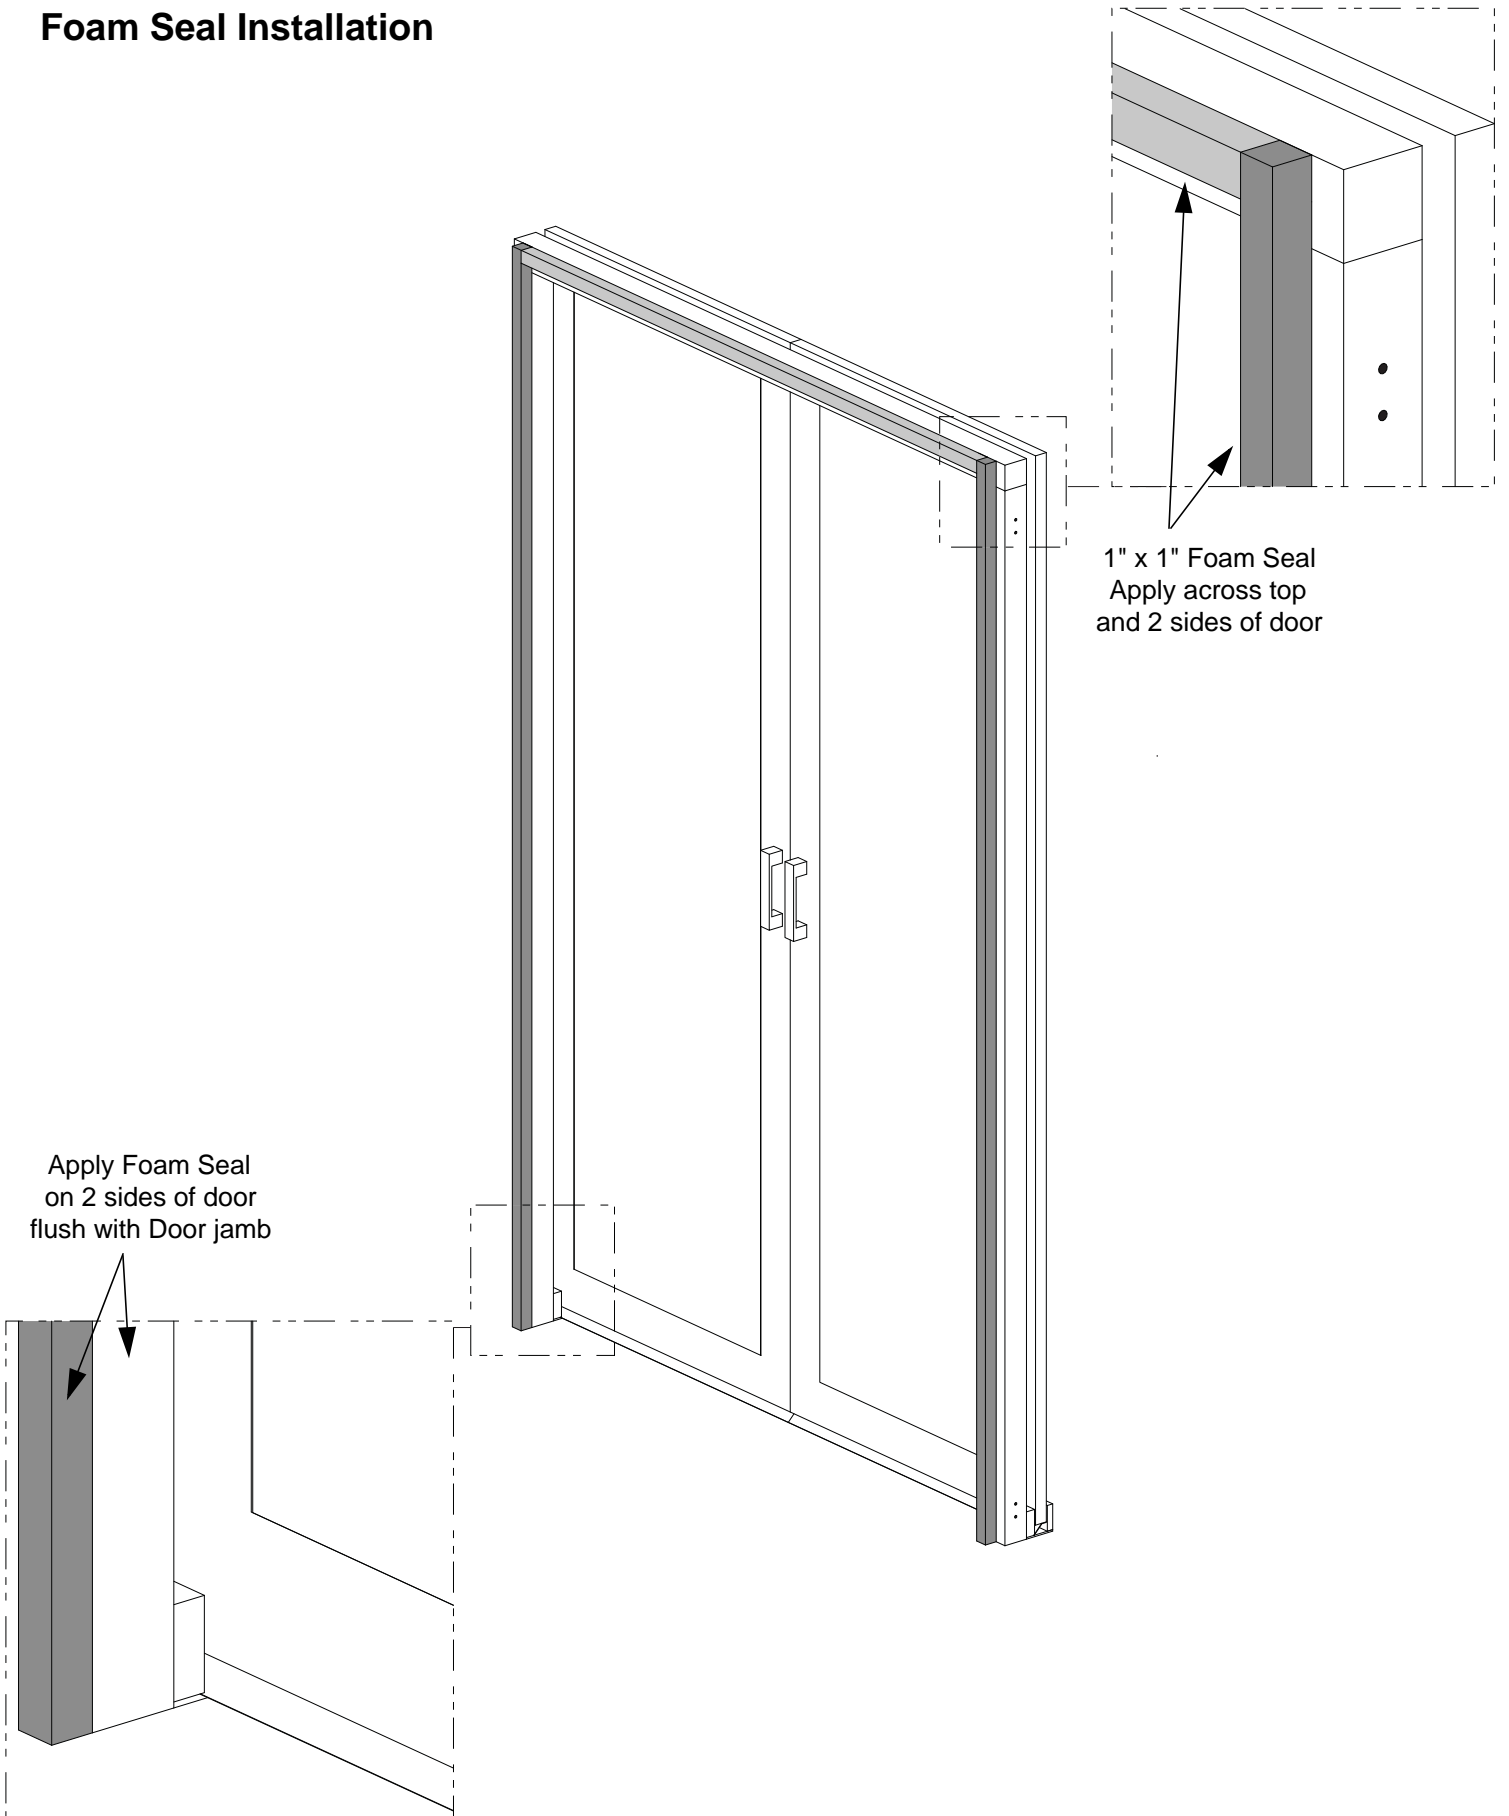 Foam Seal Installation
1" x 1" Foam Seal
Apply across top
and 2 sides of door
Apply Foam Seal
on 2 sides of door
flush with Door jamb